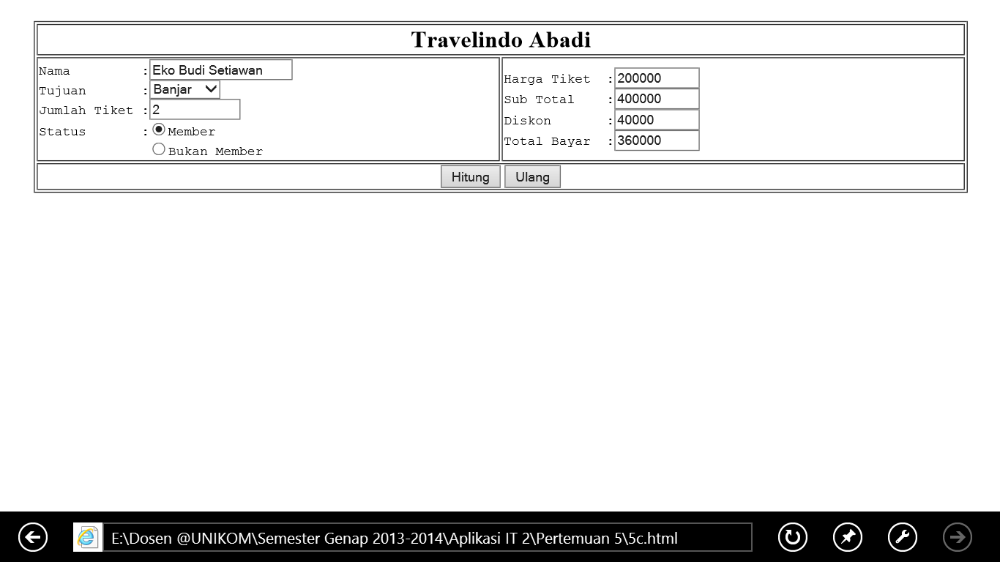 Travelindo Abadi
Nama :Eko Budi Setiawan
Tujuan :Banjar
Jumlah Tiket :2
Status :Member
Bukan Member
Harga Tiket :200000
Sub Total :400000
Diskon :40000
Total Bayar :360000
Hitung Ulang
E:\Dosen @UNIKOM\Semester Genap 2013-2014\Aplikasi IT 2\Pertemuan 5\5c.html